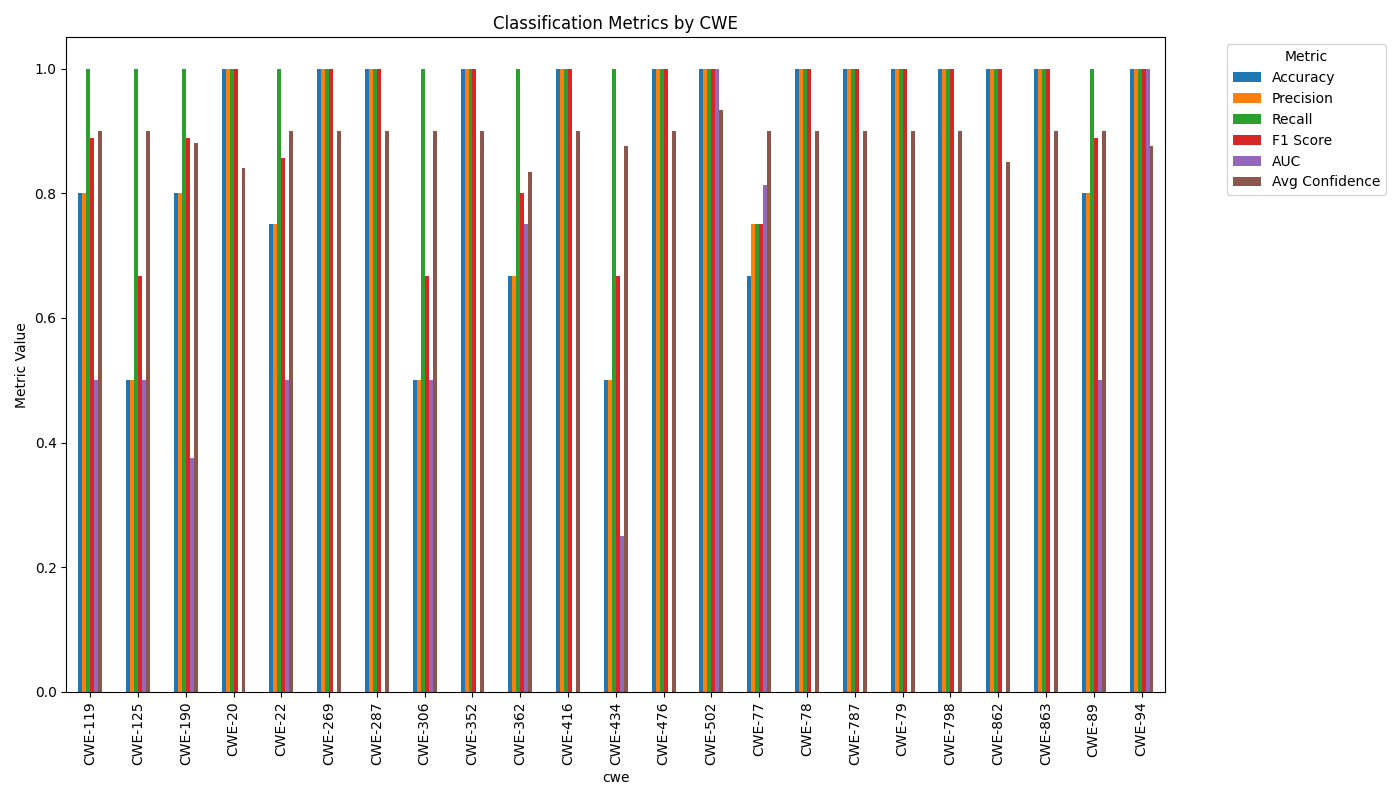 Classification Metrics by CWE
Metric
Accuracy
Precision
Recall
F1 Score
AUC
Avg Confidence
Metric Value
1.0
0.8
0.6
0.4
0.2
0.0
CWE-119
CWE-125
CWE-190
CWE-20
CWE-22
CWE-269
CWE-287
CWE-306
CWE-352
CWE-362
CWE-416
CWE-434
CWE-476
CWE-502
CWE-77
CWE-78
CWE-787
CWE-79
CWE-798
CWE-862
CWE-863
CWE-89
CWE-94
cwe